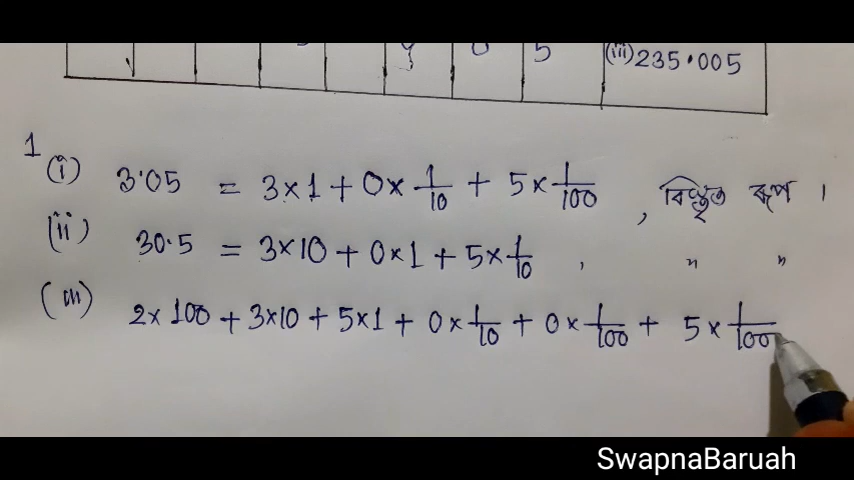 0 5 (iii) 235.005
1
(i) 3.05 = 3×1 + 0× 1/10 + 5× 1/100 , বিস্তৃত ৰূপ ।
(ii) 30.5 = 3×10 + 0×1 + 5× 1/10 , " "
(iii) 2×100 + 3×10 + 5×1 + 0× 1/10 + 0× 1/100 + 5× 1/100
SwapnaBaruah